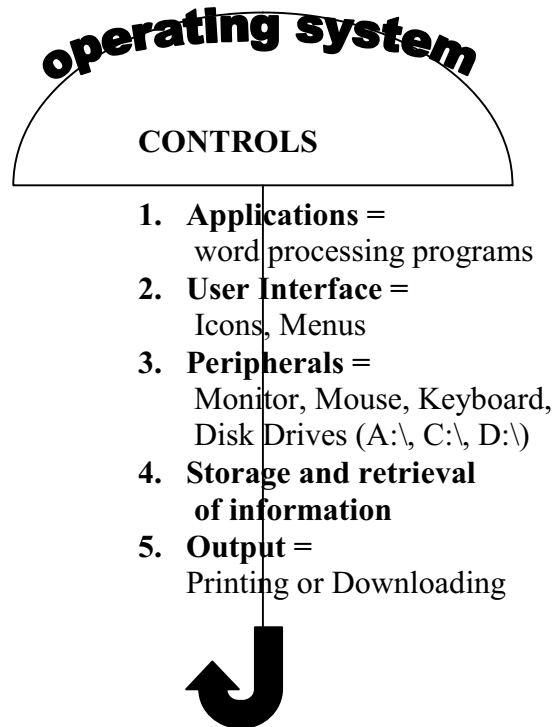 operating system
CONTROLS
1. Applications =
word processing programs
2. User Interface =
Icons, Menus
3. Peripherals =
Monitor, Mouse, Keyboard,
Disk Drives (A:\, C:\, D:\)
4. Storage and retrieval
of information
5. Output =
Printing or Downloading